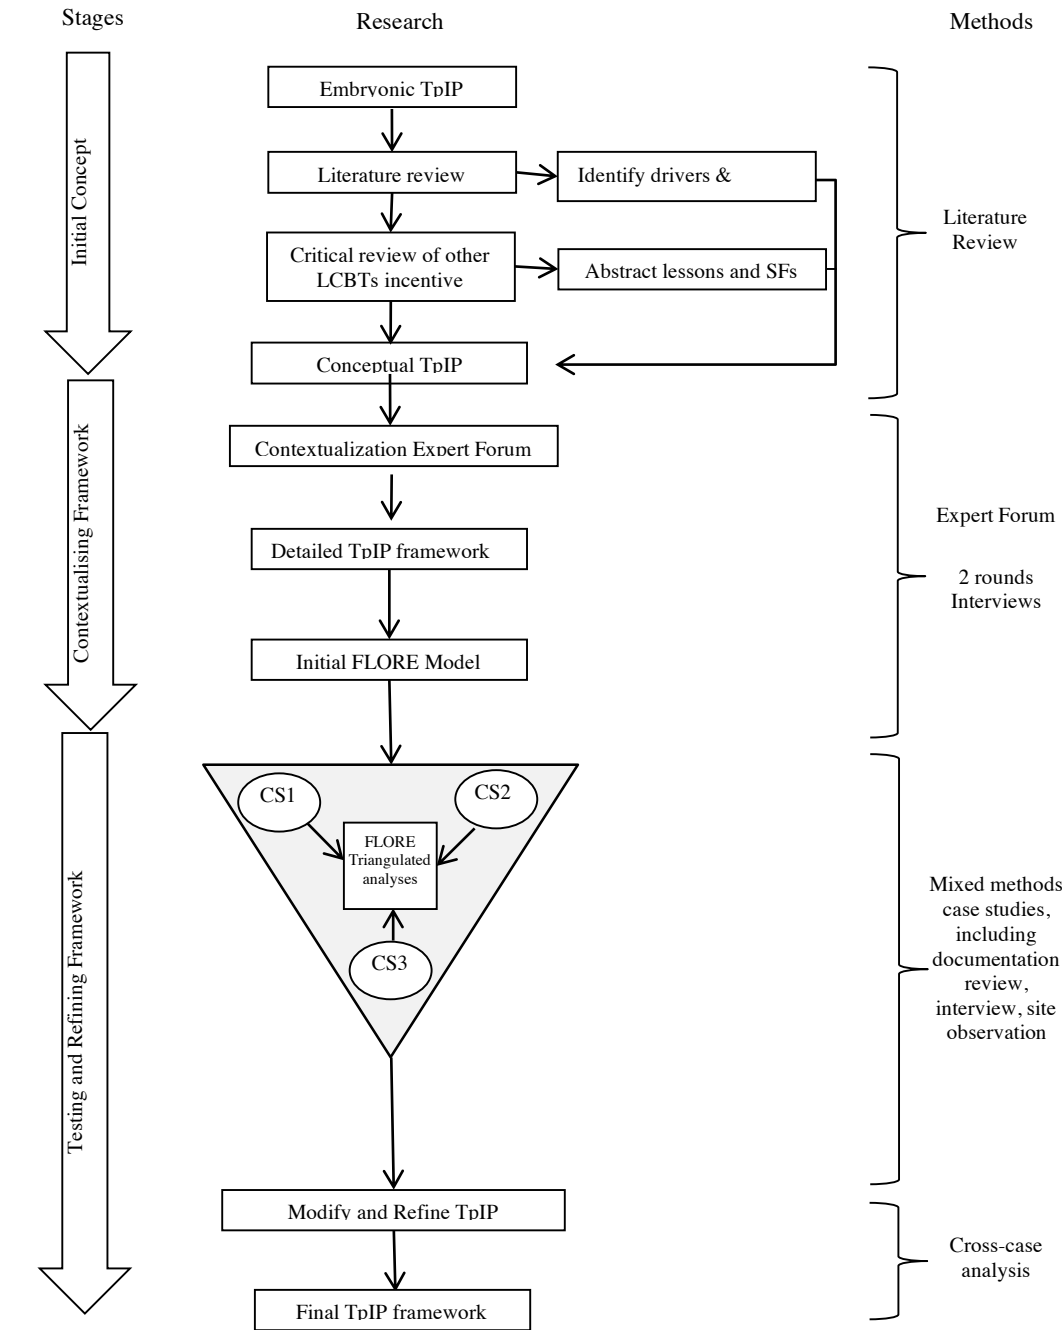 Stages
Research
Methods
Initial Concept
Embryonic TpIP
Literature review
Identify drivers &
Critical review of other
LCBTs incentive
Abstract lessons and SFs
Conceptual TpIP
Literature
Review
Contextualising Framework
Contextualization Expert Forum
Detailed TpIP framework
Initial FLORE Model
Expert Forum
2 rounds
Interviews
Testing and Refining Framework
CS1
CS2
FLORE
Triangulated
analyses
CS3
Mixed methods
case studies,
including
documentation
review,
interview, site
observation
Modify and Refine TpIP
Final TpIP framework
Cross-case
analysis